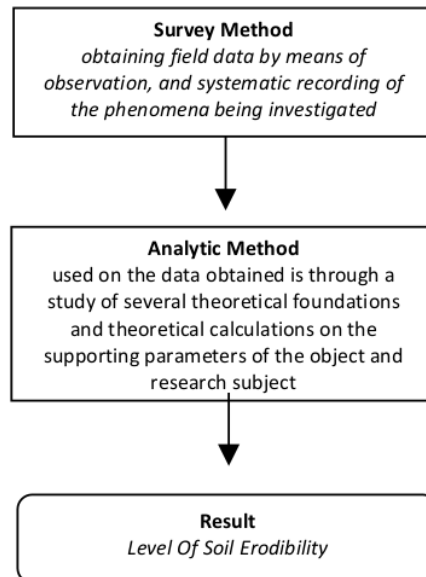 Survey Method
obtaining field data by means of
observation, and systematic recording of
the phenomena being investigated
Analytic Method
used on the data obtained is through a
study of several theoretical foundations
and theoretical calculations on the
supporting parameters of the object and
research subject
Result
Level Of Soil Erodibility